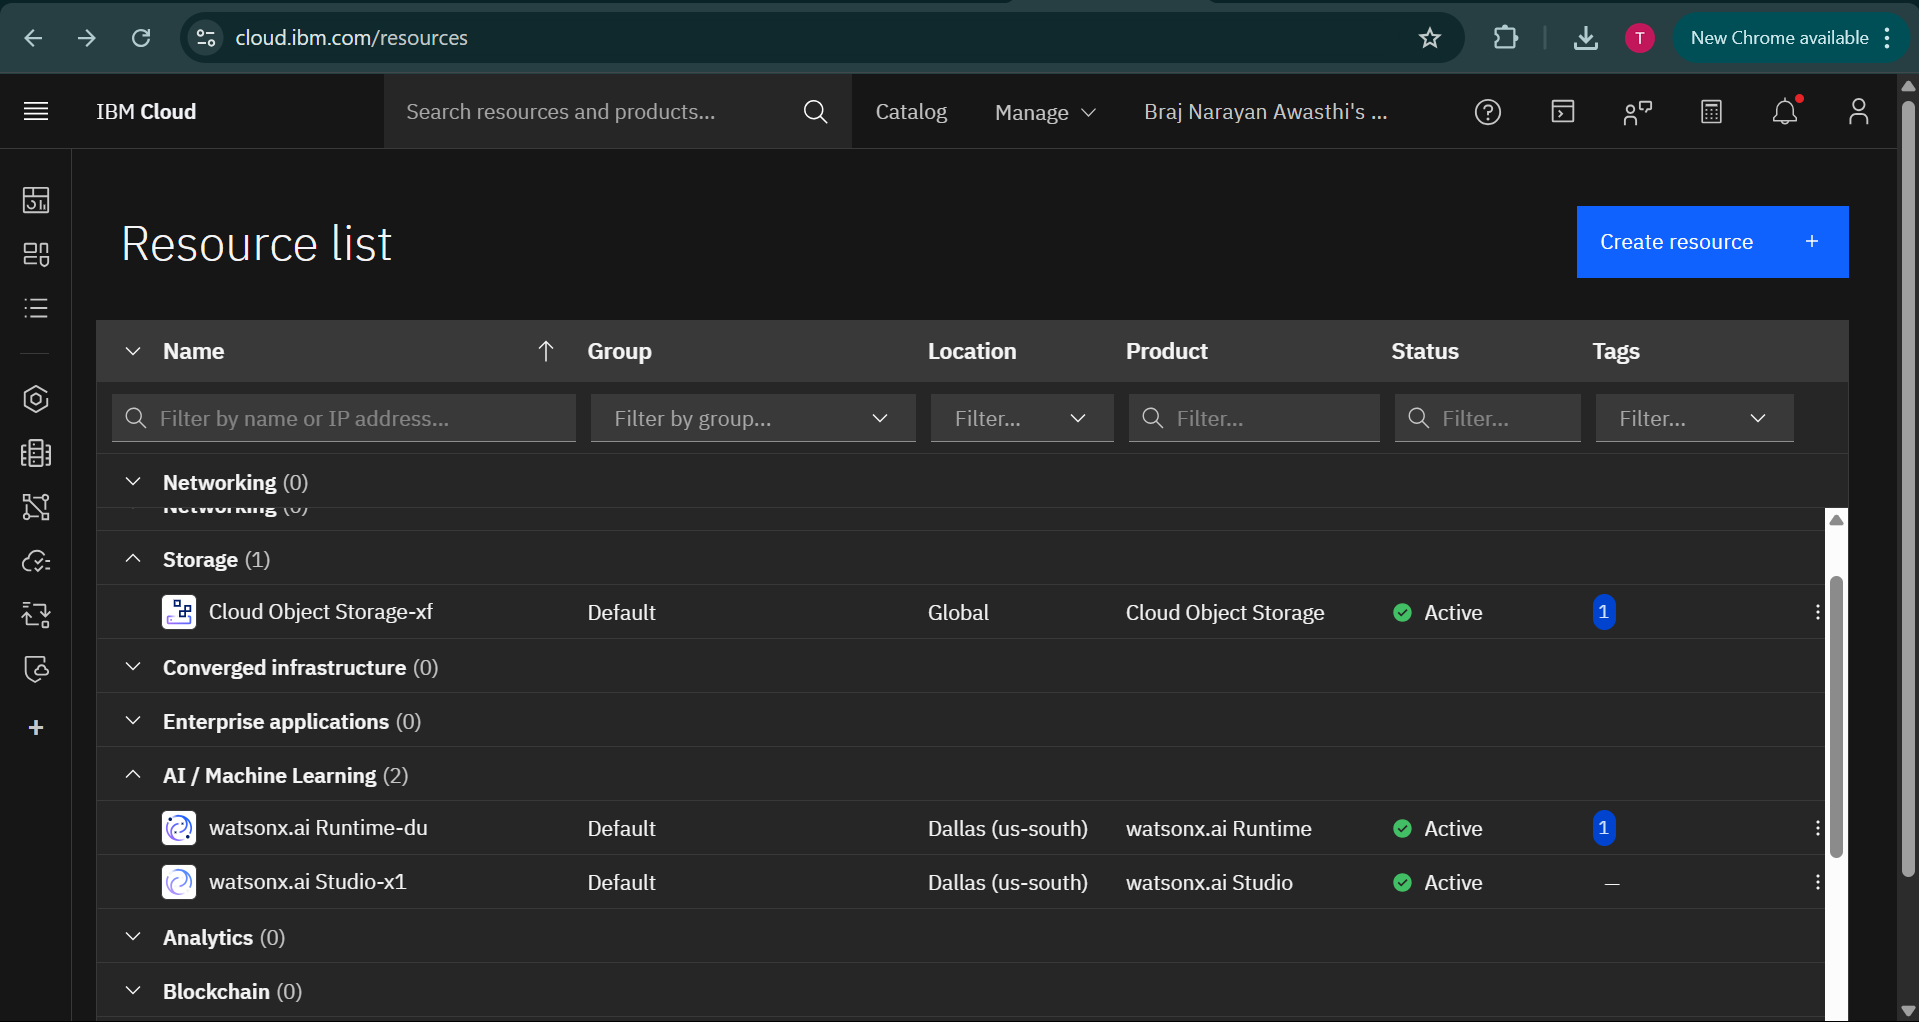 cloud.ibm.com/resources
T
New Chrome available
IBM Cloud
Search resources and products...
Catalog
Manage
Braj Narayan Awasthi's ...
Resource list
Create resource +
Name
Group
Location
Product
Status
Tags
Filter by name or IP address...
Filter by group...
Filter...
Filter...
Filter...
Filter...
Networking (0)
Networking (0)
Storage (1)
Cloud Object Storage-xf Default Global Cloud Object Storage Active 1
Converged infrastructure (0)
Enterprise applications (0)
AI / Machine Learning (2)
watsonx.ai Runtime-du Default Dallas (us-south) watsonx.ai Runtime Active 1
watsonx.ai Studio-x1 Default Dallas (us-south) watsonx.ai Studio Active –
Analytics (0)
Blockchain (0)